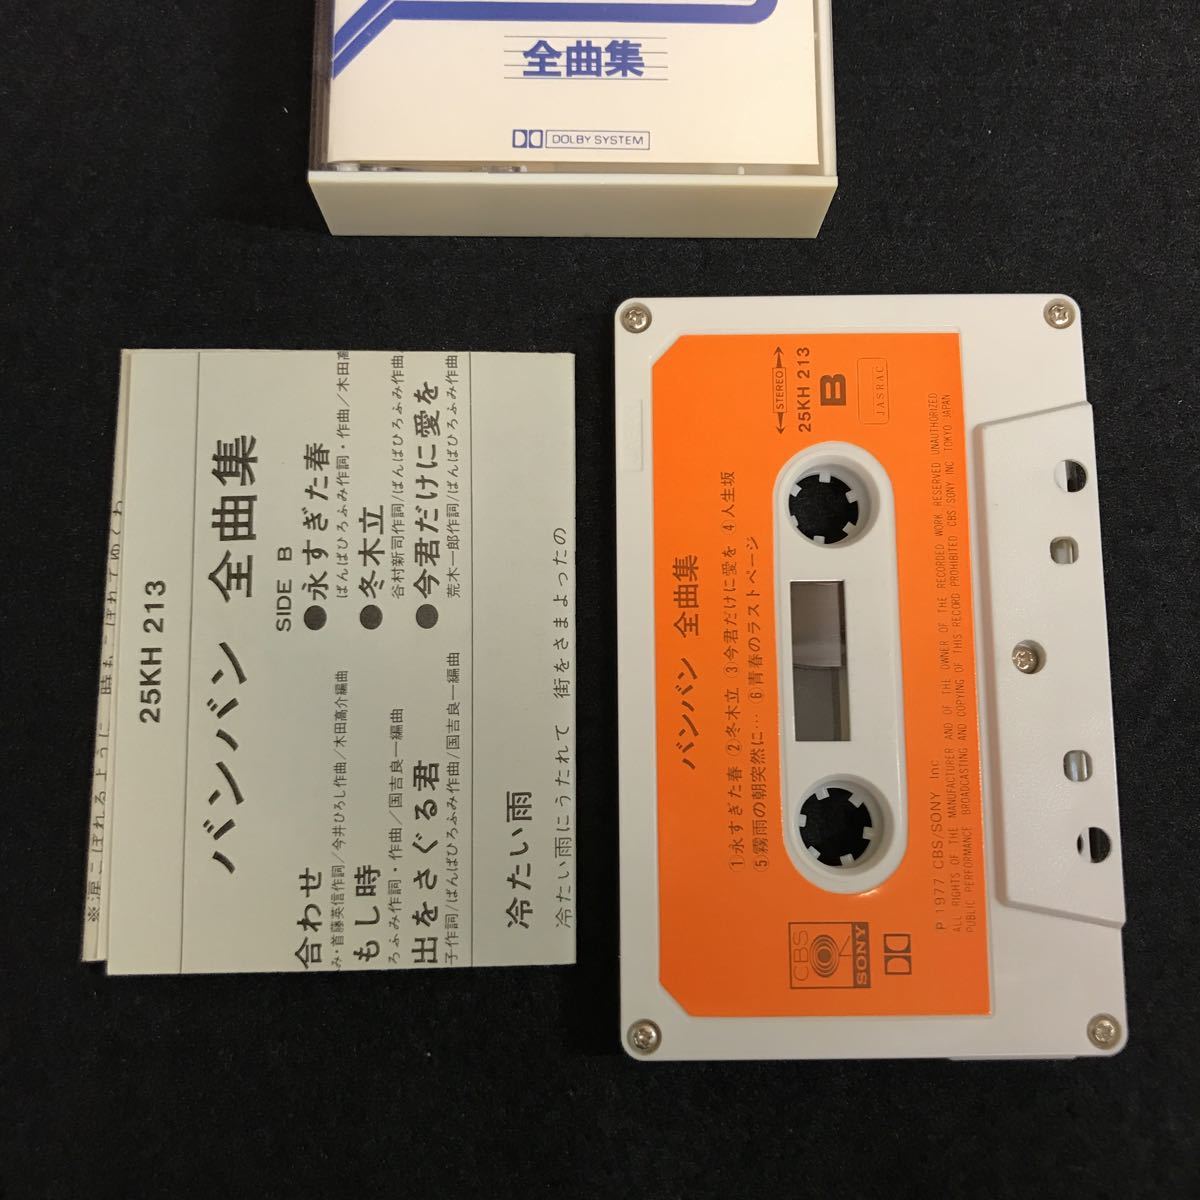 全曲集
DOLBY SYSTEM
25KH 213
バンバン 全曲集
SIDE B
●永すぎた春
ばんばひろふみ作詞・作曲/木田高
●冬木立
谷村新司作詞/ばんばひろふみ作曲
●今君だけに愛を
荒木一郎作詞/ばんばひろふみ作曲
合わせ
み・首藤英信作詞/今井ひろし作曲/木田高介編曲
もし時
ろふみ作詞・作曲/国吉良一編曲
出をさぐる君
子作詞/ばんばひろふみ作曲/国吉良一編曲
冷たい雨
冷たい雨にうたれて 街をさまよったの
STEREO
25KH 213
B
JASRAC
バンバン 全曲集
①永すぎた春 ②冬木立 ③今君だけに愛を ④人生坂
⑤霧雨の朝突然に… ⑥青春のラストページ
CBS
SONY
P 1977 CBS/SONY Inc
ALL RIGHTS OF THE MANUFACTURER AND OF THE OWNER OF THE RECORDED WORK RESERVED UNAUTHORIZED
PUBLIC PERFORMANCE BROADCASTING AND COPYING OF THIS RECORD PROHIBITED CBS SONY INC TOKYO JAPAN